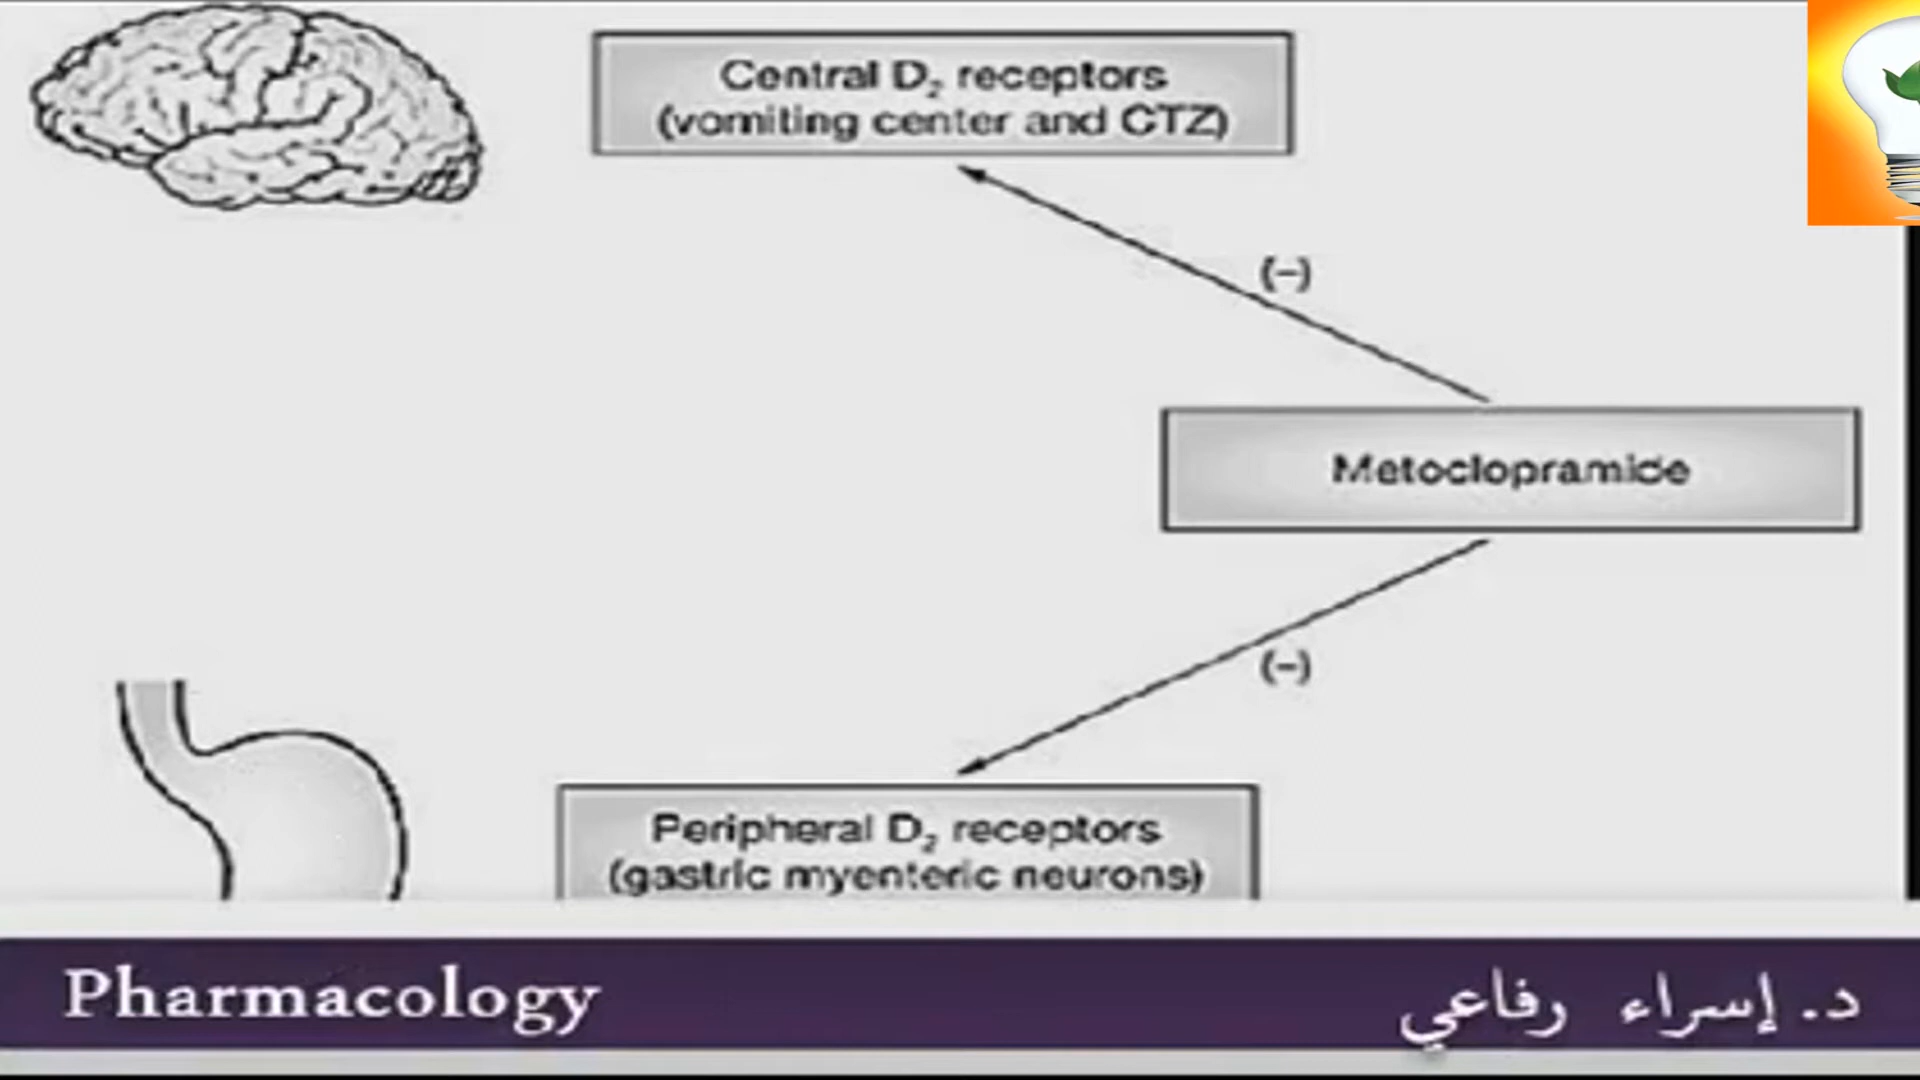 Central D₂ receptors
(vomiting center and CTZ)
(–)
Metoclopramide
(–)
Peripheral D₂ receptors
(gastric myenteric neurons)
Pharmacology
د. إسراء رفاعي